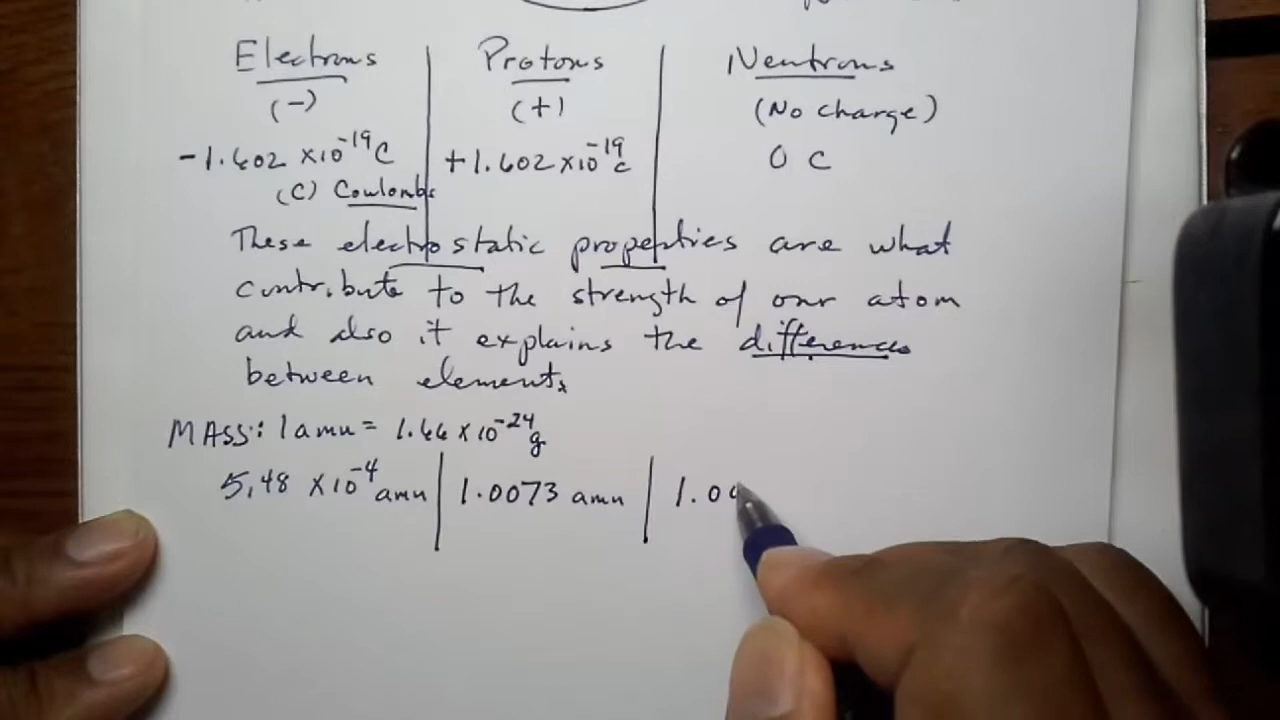 Electrons Protons Neutrons
(-) (+) (No charge)
-1.602 x10^-19 C +1.602 x10^-19 C 0 C
(C) Coulombs
These electrostatic properties are what
contribute to the strength of our atom
and also it explains the differences
between elements
MASS: 1 amu = 1.66 x 10^-24 g
5.48 x10^-4 amu 1.0073 amu 1.00